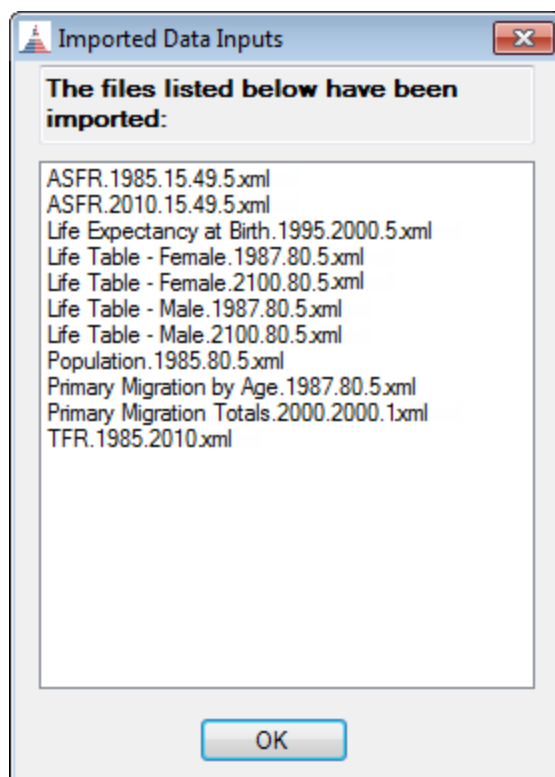 Imported Data Inputs
The files listed below have been
imported:
ASFR.1985.15.49.5.xml
ASFR.2010.15.49.5.xml
Life Expectancy at Birth.1995.2000.5.xml
Life Table - Female.1987.80.5.xml
Life Table - Female.2100.80.5.xml
Life Table - Male.1987.80.5.xml
Life Table - Male.2100.80.5.xml
Population.1985.80.5.xml
Primary Migration by Age.1987.80.5.xml
Primary Migration Totals.2000.2000.1.xml
TFR.1985.2010.xml
OK